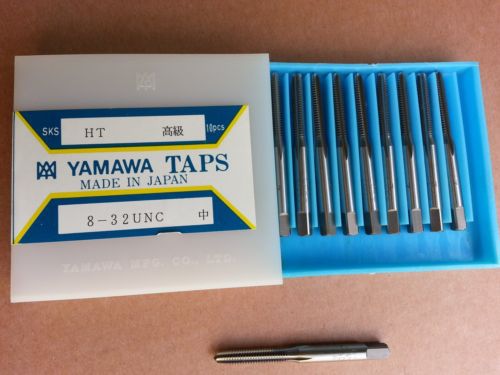 SKS HT 高級 10pcs
YAMAWA TAPS
MADE IN JAPAN
8-32UNC 中
YAMAWA MFG. CO., LTD.